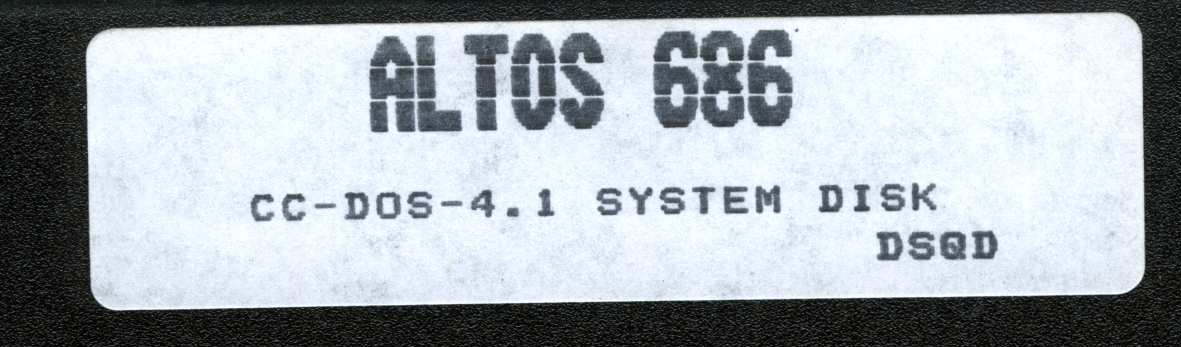 ALTOS 686
CC-DOS-4.1 SYSTEM DISK
DSQD